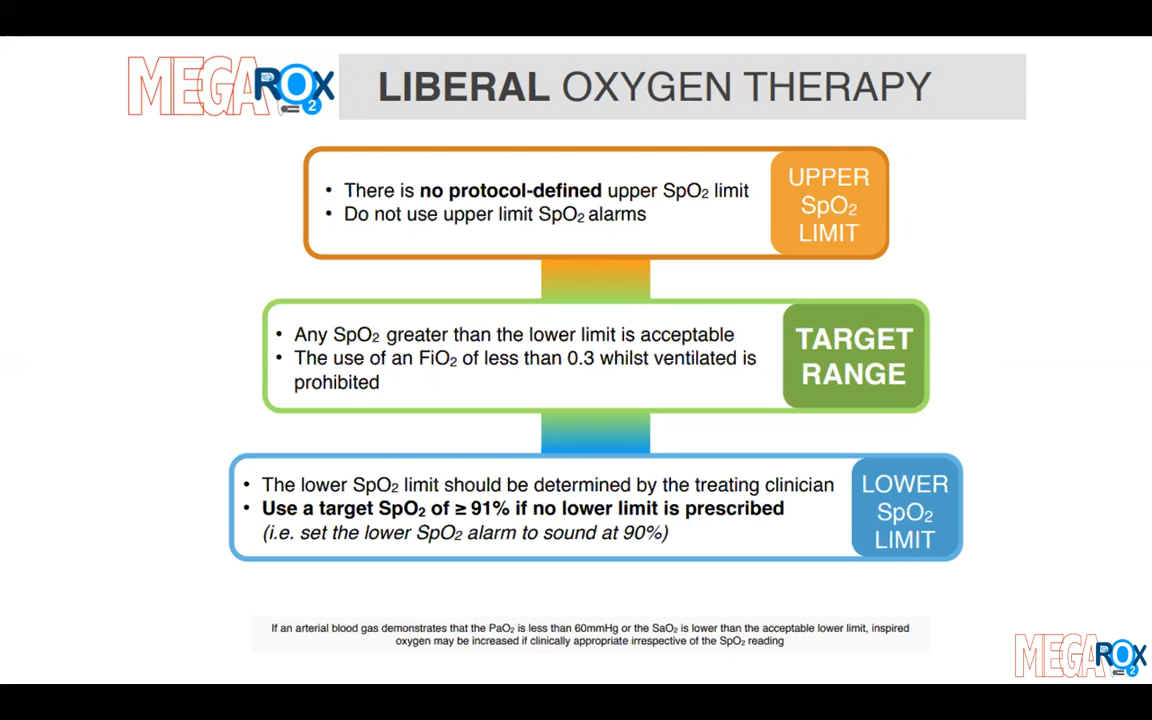 MEGA ROX 2
LIBERAL OXYGEN THERAPY
• There is no protocol-defined upper SpO₂ limit
• Do not use upper limit SpO₂ alarms
UPPER
SpO₂
LIMIT
• Any SpO₂ greater than the lower limit is acceptable
• The use of an FiO₂ of less than 0.3 whilst ventilated is
prohibited
TARGET
RANGE
• The lower SpO₂ limit should be determined by the treating clinician
• Use a target SpO₂ of ≥ 91% if no lower limit is prescribed
(i.e. set the lower SpO₂ alarm to sound at 90%)
LOWER
SpO₂
LIMIT
If an arterial blood gas demonstrates that the PaO₂ is less than 60mmHg or the SaO₂ is lower than the acceptable lower limit, inspired
oxygen may be increased if clinically appropriate irrespective of the SpO₂ reading
MEGA ROX 2